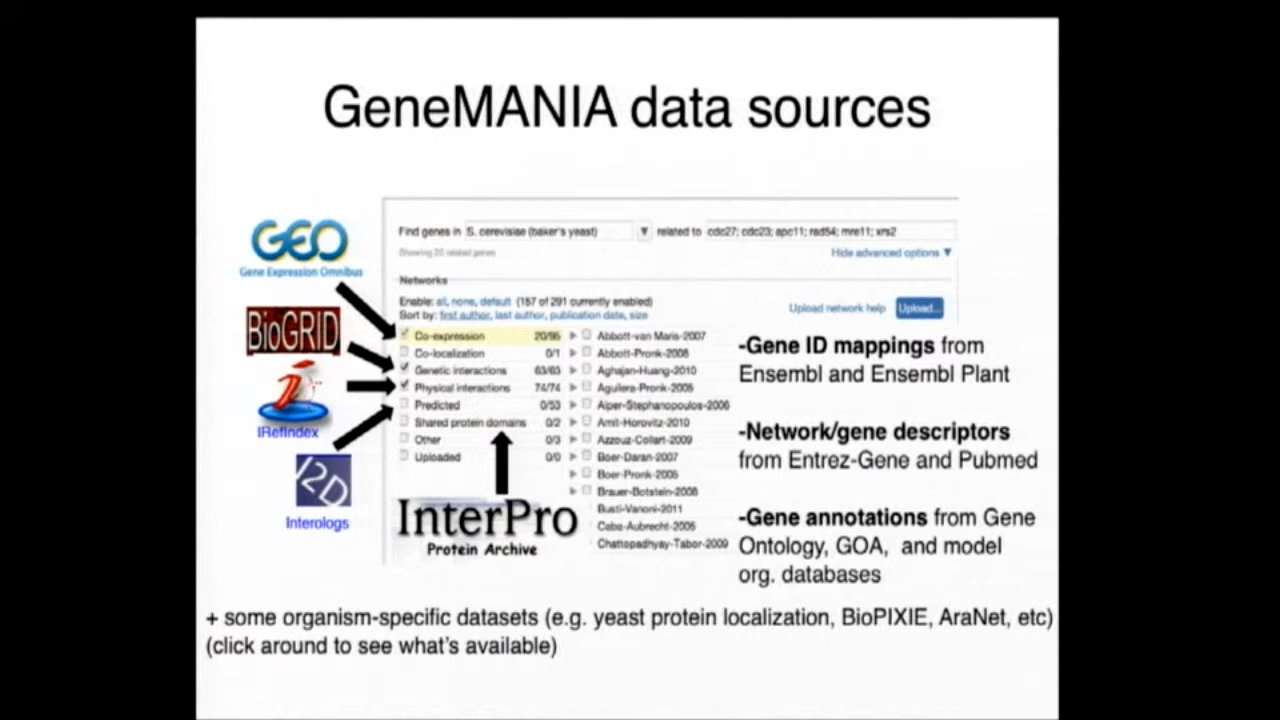 GeneMANIA data sources
GEO
Gene Expression Omnibus
BioGRID
iRefIndex
I2D
Interologs
Find genes in S. cerevisiae (baker's yeast) related to cdc27; cdc23; apc11; rad54; mre11; xrs2
Showing 20 related genes
Hide advanced options
Networks
Enable: all, none, default (157 of 291 currently enabled)
Sort by: first author, last author, publication date, size
Upload network help Upload...
Co-expression 20/95
Co-localization 0/1
Genetic interactions 63/63
Physical interactions 74/74
Predicted 0/53
Shared protein domains 0/2
Other 0/3
Uploaded 0/0
Abbott-van Maris-2007
Abbott-Pronk-2008
Aghajan-Huang-2010
Aguilera-Pronk-2005
Alper-Stephanopoulos-2006
Amit-Horovitz-2010
Azzouz-Collart-2009
Boer-Daran-2007
Boer-Pronk-2005
Brauer-Botstein-2008
Busti-Vanoni-2011
Caba-Aubrecht-2005
Chattopadhyay-Tabor-2009
InterPro
Protein Archive
-Gene ID mappings from
Ensembl and Ensembl Plant
-Network/gene descriptors
from Entrez-Gene and Pubmed
-Gene annotations from Gene
Ontology, GOA, and model
org. databases
+ some organism-specific datasets (e.g. yeast protein localization, BioPIXIE, AraNet, etc)
(click around to see what's available)